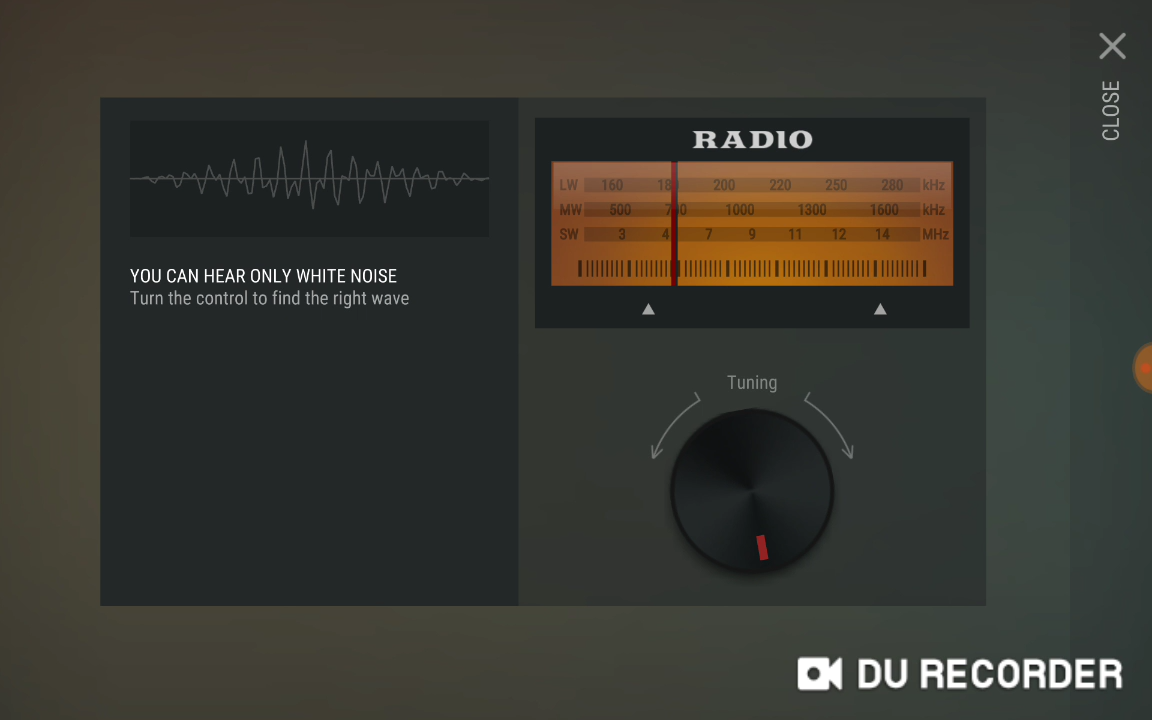 CLOSE
RADIO
LW 160 180 200 220 250 280 kHz
MW 500 700 1000 1300 1600 kHz
SW 3 4 7 9 11 12 14 MHz
YOU CAN HEAR ONLY WHITE NOISE
Turn the control to find the right wave
Tuning
DU RECORDER